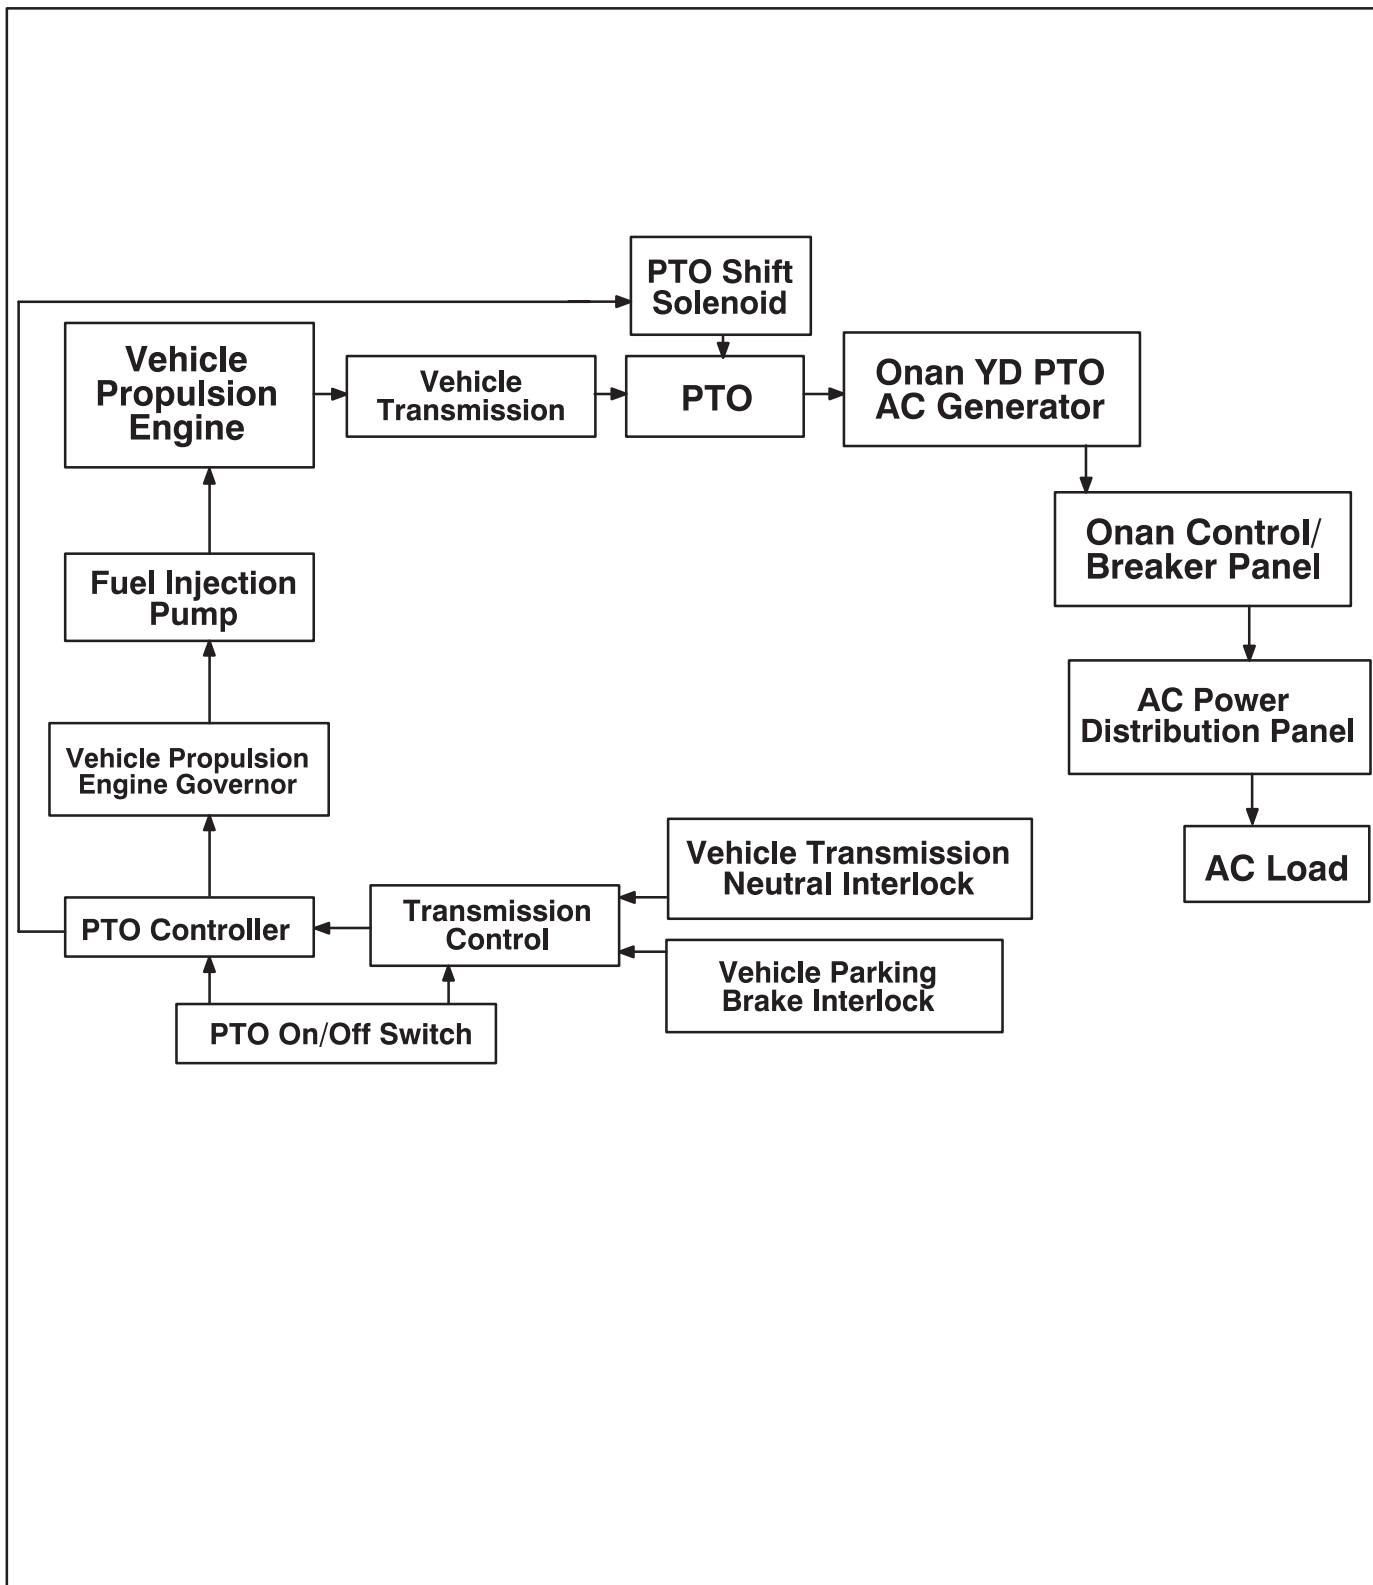 PTO Shift
Solenoid
Vehicle
Propulsion
Engine
Vehicle
Transmission
PTO
Onan YD PTO
AC Generator
Onan Control/
Breaker Panel
Fuel Injection
Pump
AC Power
Distribution Panel
Vehicle Propulsion
Engine Governor
Vehicle Transmission
Neutral Interlock
AC Load
PTO Controller
Transmission
Control
Vehicle Parking
Brake Interlock
PTO On/Off Switch